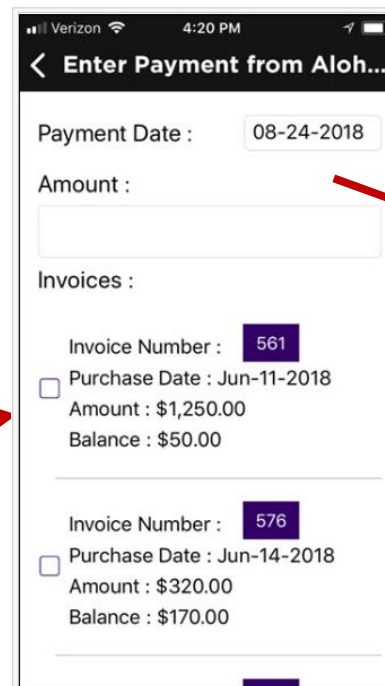 Verizon 4:20 PM
Enter Payment from Aloh...
Payment Date : 08-24-2018
Amount :
Invoices :
Invoice Number : 561
Purchase Date : Jun-11-2018
Amount : $1,250.00
Balance : $50.00
Invoice Number : 576
Purchase Date : Jun-14-2018
Amount : $320.00
Balance : $170.00